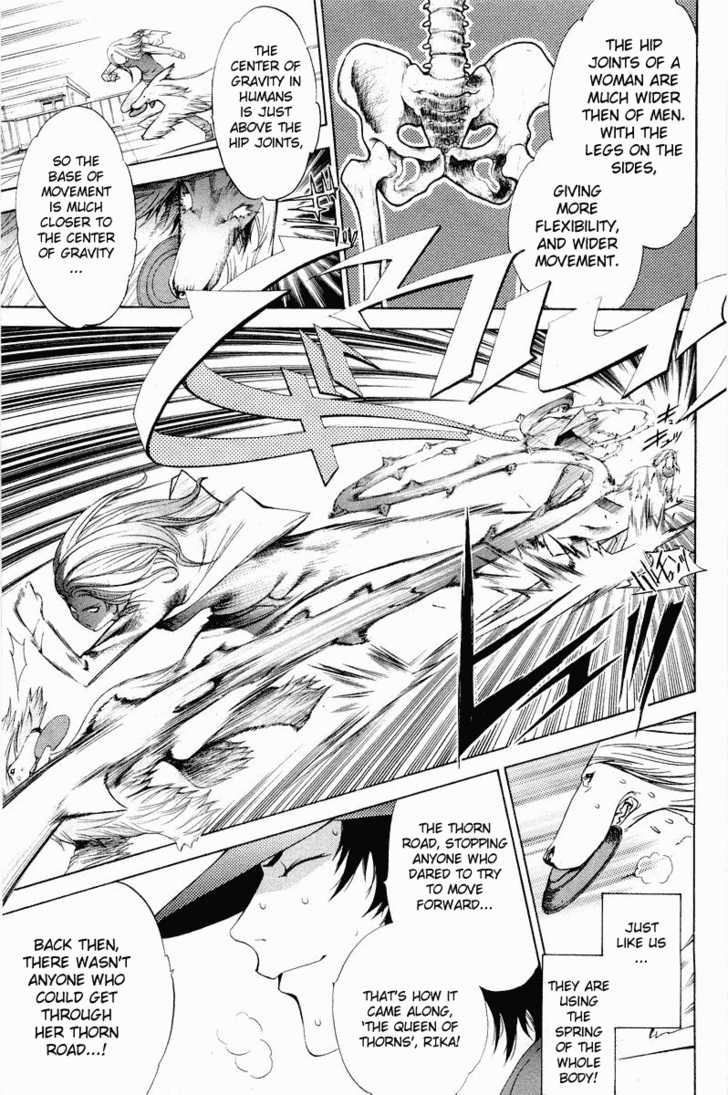 THE HIP
JOINTS OF A
WOMAN ARE
MUCH WIDER
THEN OF MEN.
WITH THE
LEGS ON THE
SIDES,
GIVING
MORE
FLEXIBILITY,
AND WIDER
MOVEMENT.
THE
CENTER OF
GRAVITY IN
HUMANS
IS JUST
ABOVE THE
HIP JOINTS,
SO THE
BASE OF
MOVEMENT
IS MUCH
CLOSER TO
THE CENTER
OF GRAVITY
...
JUST
LIKE US
...
THEY ARE
USING
THE
SPRING
OF THE
WHOLE
BODY!
THE THORN
ROAD, STOPPING
ANYONE WHO
DARED TO TRY
TO MOVE
FORWARD...
THAT'S HOW IT
CAME ALONG,
'THE QUEEN OF
THORNS', RIKA!
BACK THEN,
THERE WASN'T
ANYONE WHO
COULD GET
THROUGH
HER THORN
ROAD...!